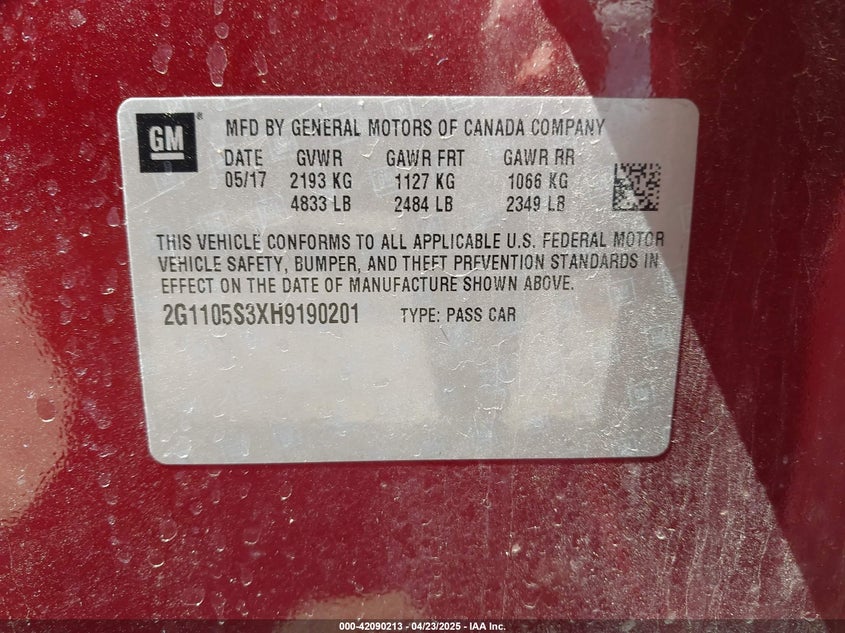 GM®
MFD BY GENERAL MOTORS OF CANADA COMPANY
DATE GVWR GAWR FRT GAWR RR
05/17 2193 KG 1127 KG 1066 KG
4833 LB 2484 LB 2349 LB
THIS VEHICLE CONFORMS TO ALL APPLICABLE U.S. FEDERAL MOTOR
VEHICLE SAFETY, BUMPER, AND THEFT PREVENTION STANDARDS IN
EFFECT ON THE DATE OF MANUFACTURE SHOWN ABOVE.
2G1105S3XH9190201 TYPE: PASS CAR
000-42090213 - 04/23/2025 - IAA Inc.